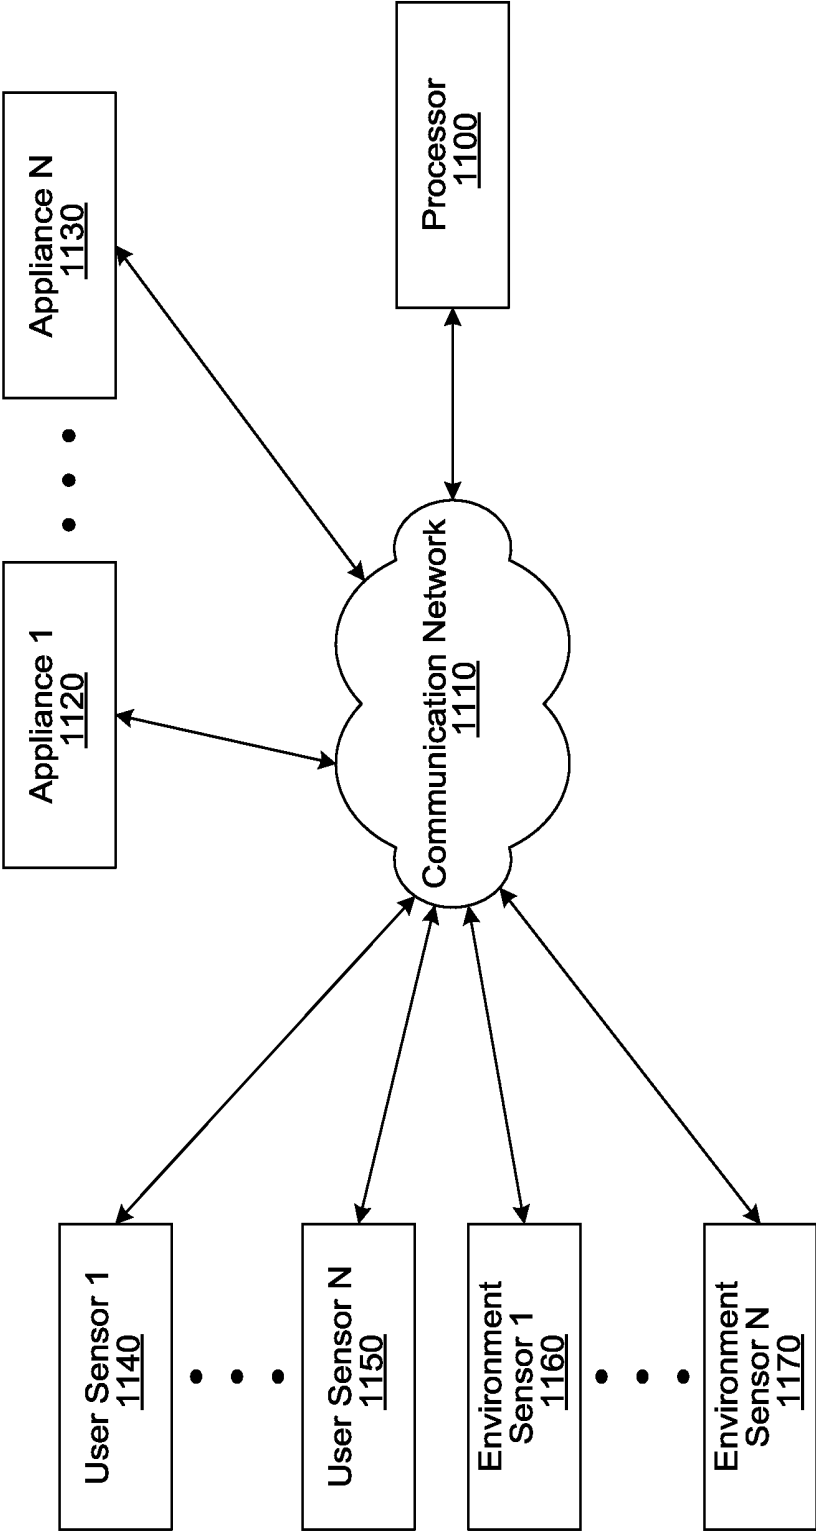 Appliance 1
1120
Appliance N
1130
User Sensor 1
1140
User Sensor N
1150
Communication Network
1110
Processor
1100
Environment
Sensor 1
1160
Environment
Sensor N
1170